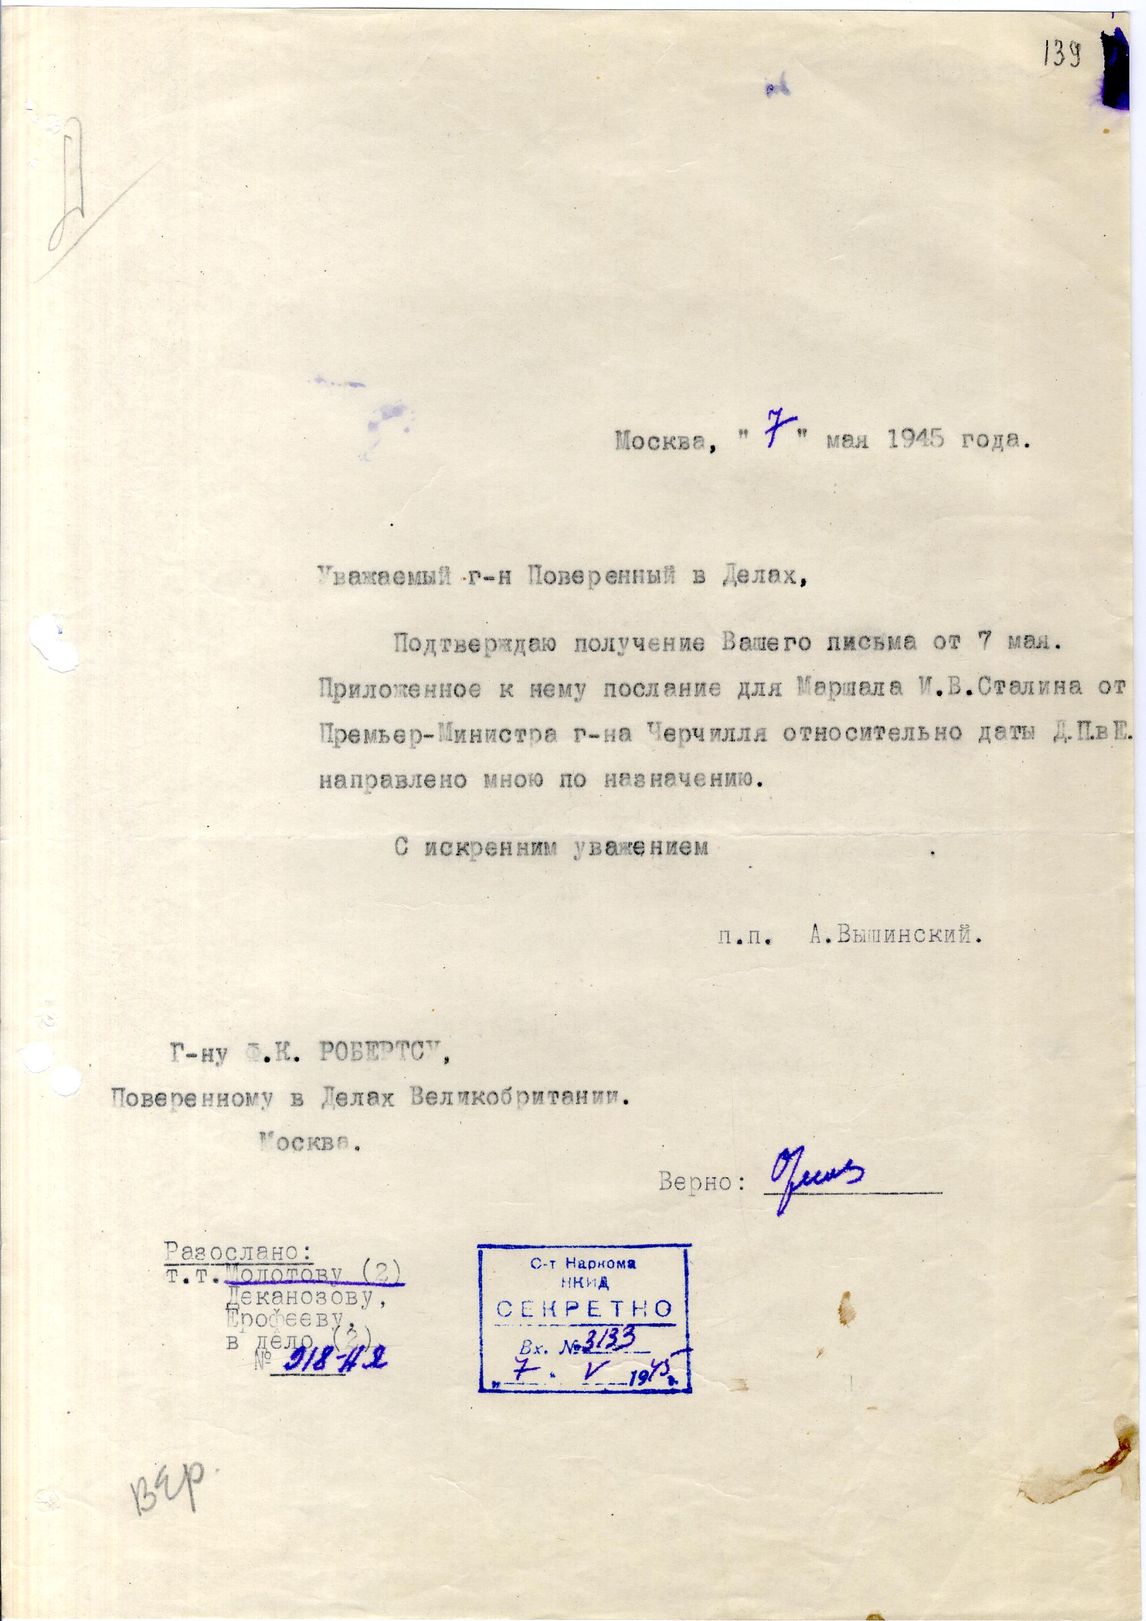 139
Москва, " 7 " мая 1945 года.
Уважаемый г-н Поверенный в Делах,
Подтверждаю получение Вашего письма от 7 мая.
Приложенное к нему послание для Маршала И.В.Сталина от
Премьер-Министра г-на Черчилля относительно даты Д.П.в Е.
направлено мною по назначению.
С искренним уважением
п.п. А.Вышинский.
Г-ну Ф.К. РОБЕРТСУ,
Поверенному в Делах Великобритании.
Москва.
Верно:
Разослано:
т.т.Молотову (2)
Деканозову,
Ерофееву,
в дело (2)
№ 918-
С-т Наркома
НКИД
СЕКРЕТНО
Вх. № 3133
„ 7 " V 1945 г.